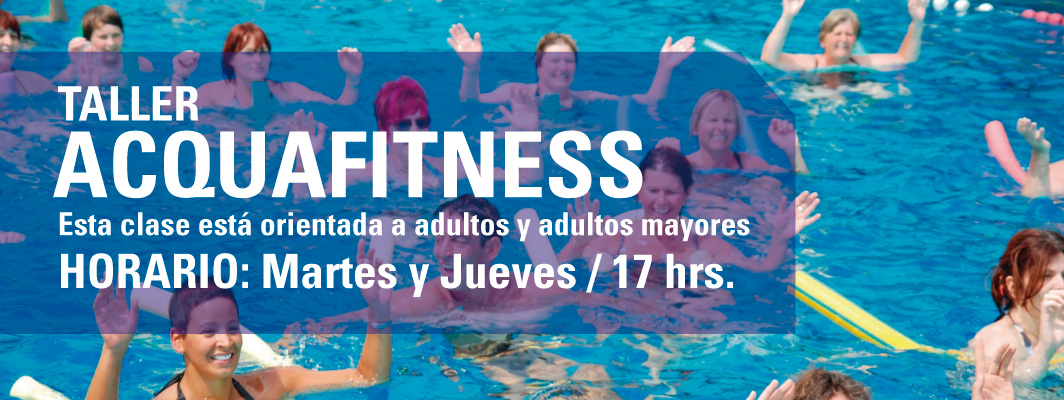 TALLER
ACQUAFITNESS
Esta clase está orientada a adultos y adultos mayores
HORARIO: Martes y Jueves / 17 hrs.